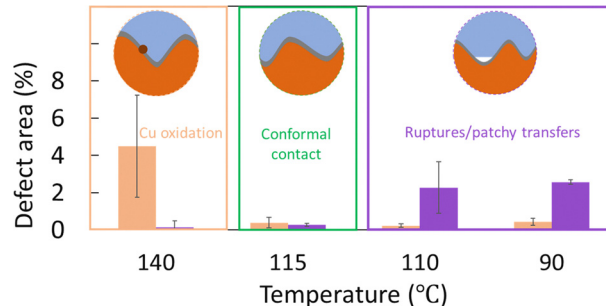 Defect area (%)
8
6
4
2
0
Cu oxidation
Conformal
contact
Ruptures/patchy transfers
140
115
110
90
Temperature (℃)